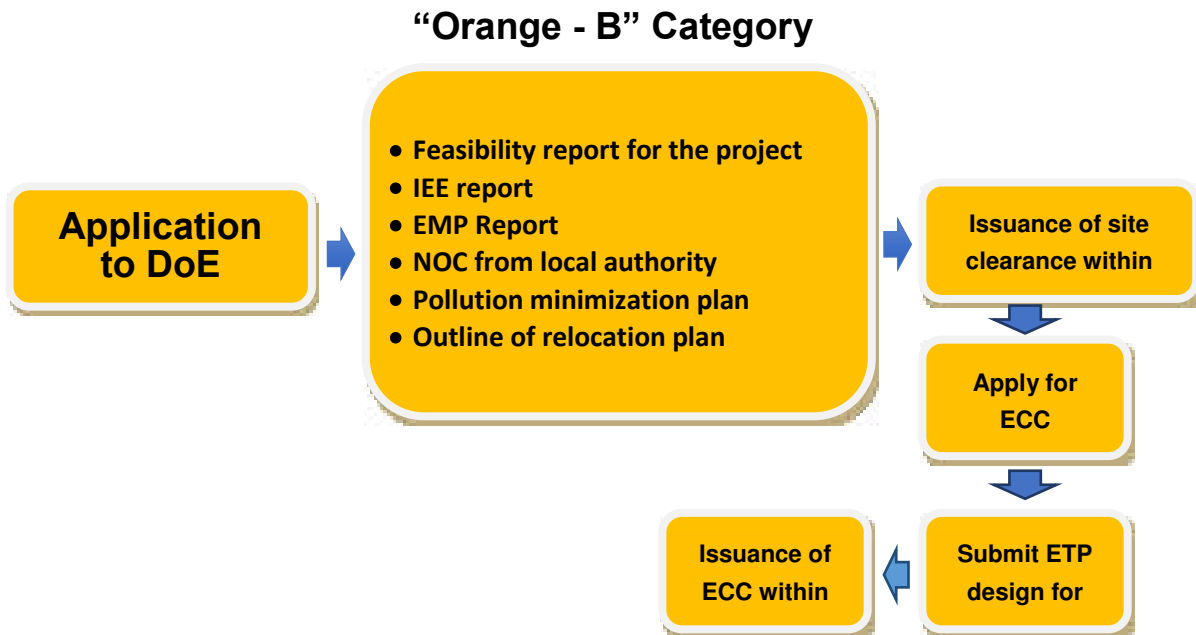 “Orange - B” Category
Application
to DoE
• Feasibility report for the project
• IEE report
• EMP Report
• NOC from local authority
• Pollution minimization plan
• Outline of relocation plan
Issuance of site
clearance within
Apply for
ECC
Submit ETP
design for
Issuance of
ECC within